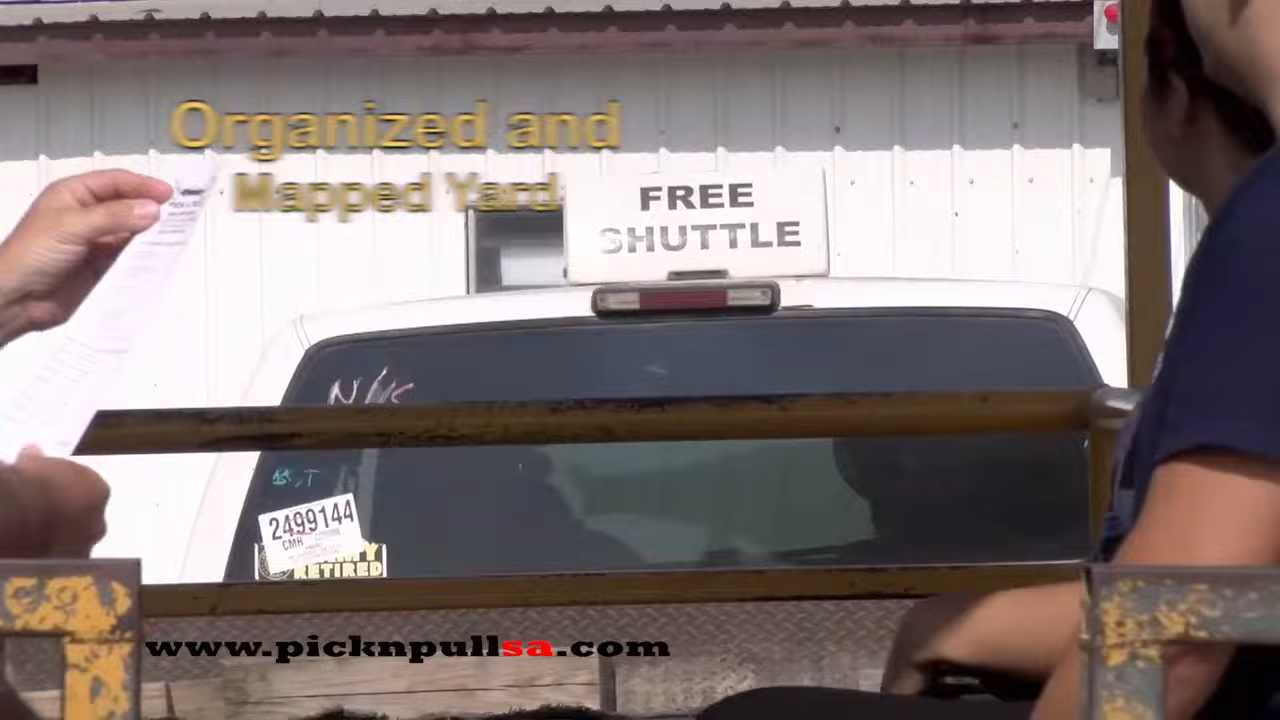 Organized and
Mapped Yard
FREE
SHUTTLE
2499144
CMR
RETIRED
www.picknpullsa.com